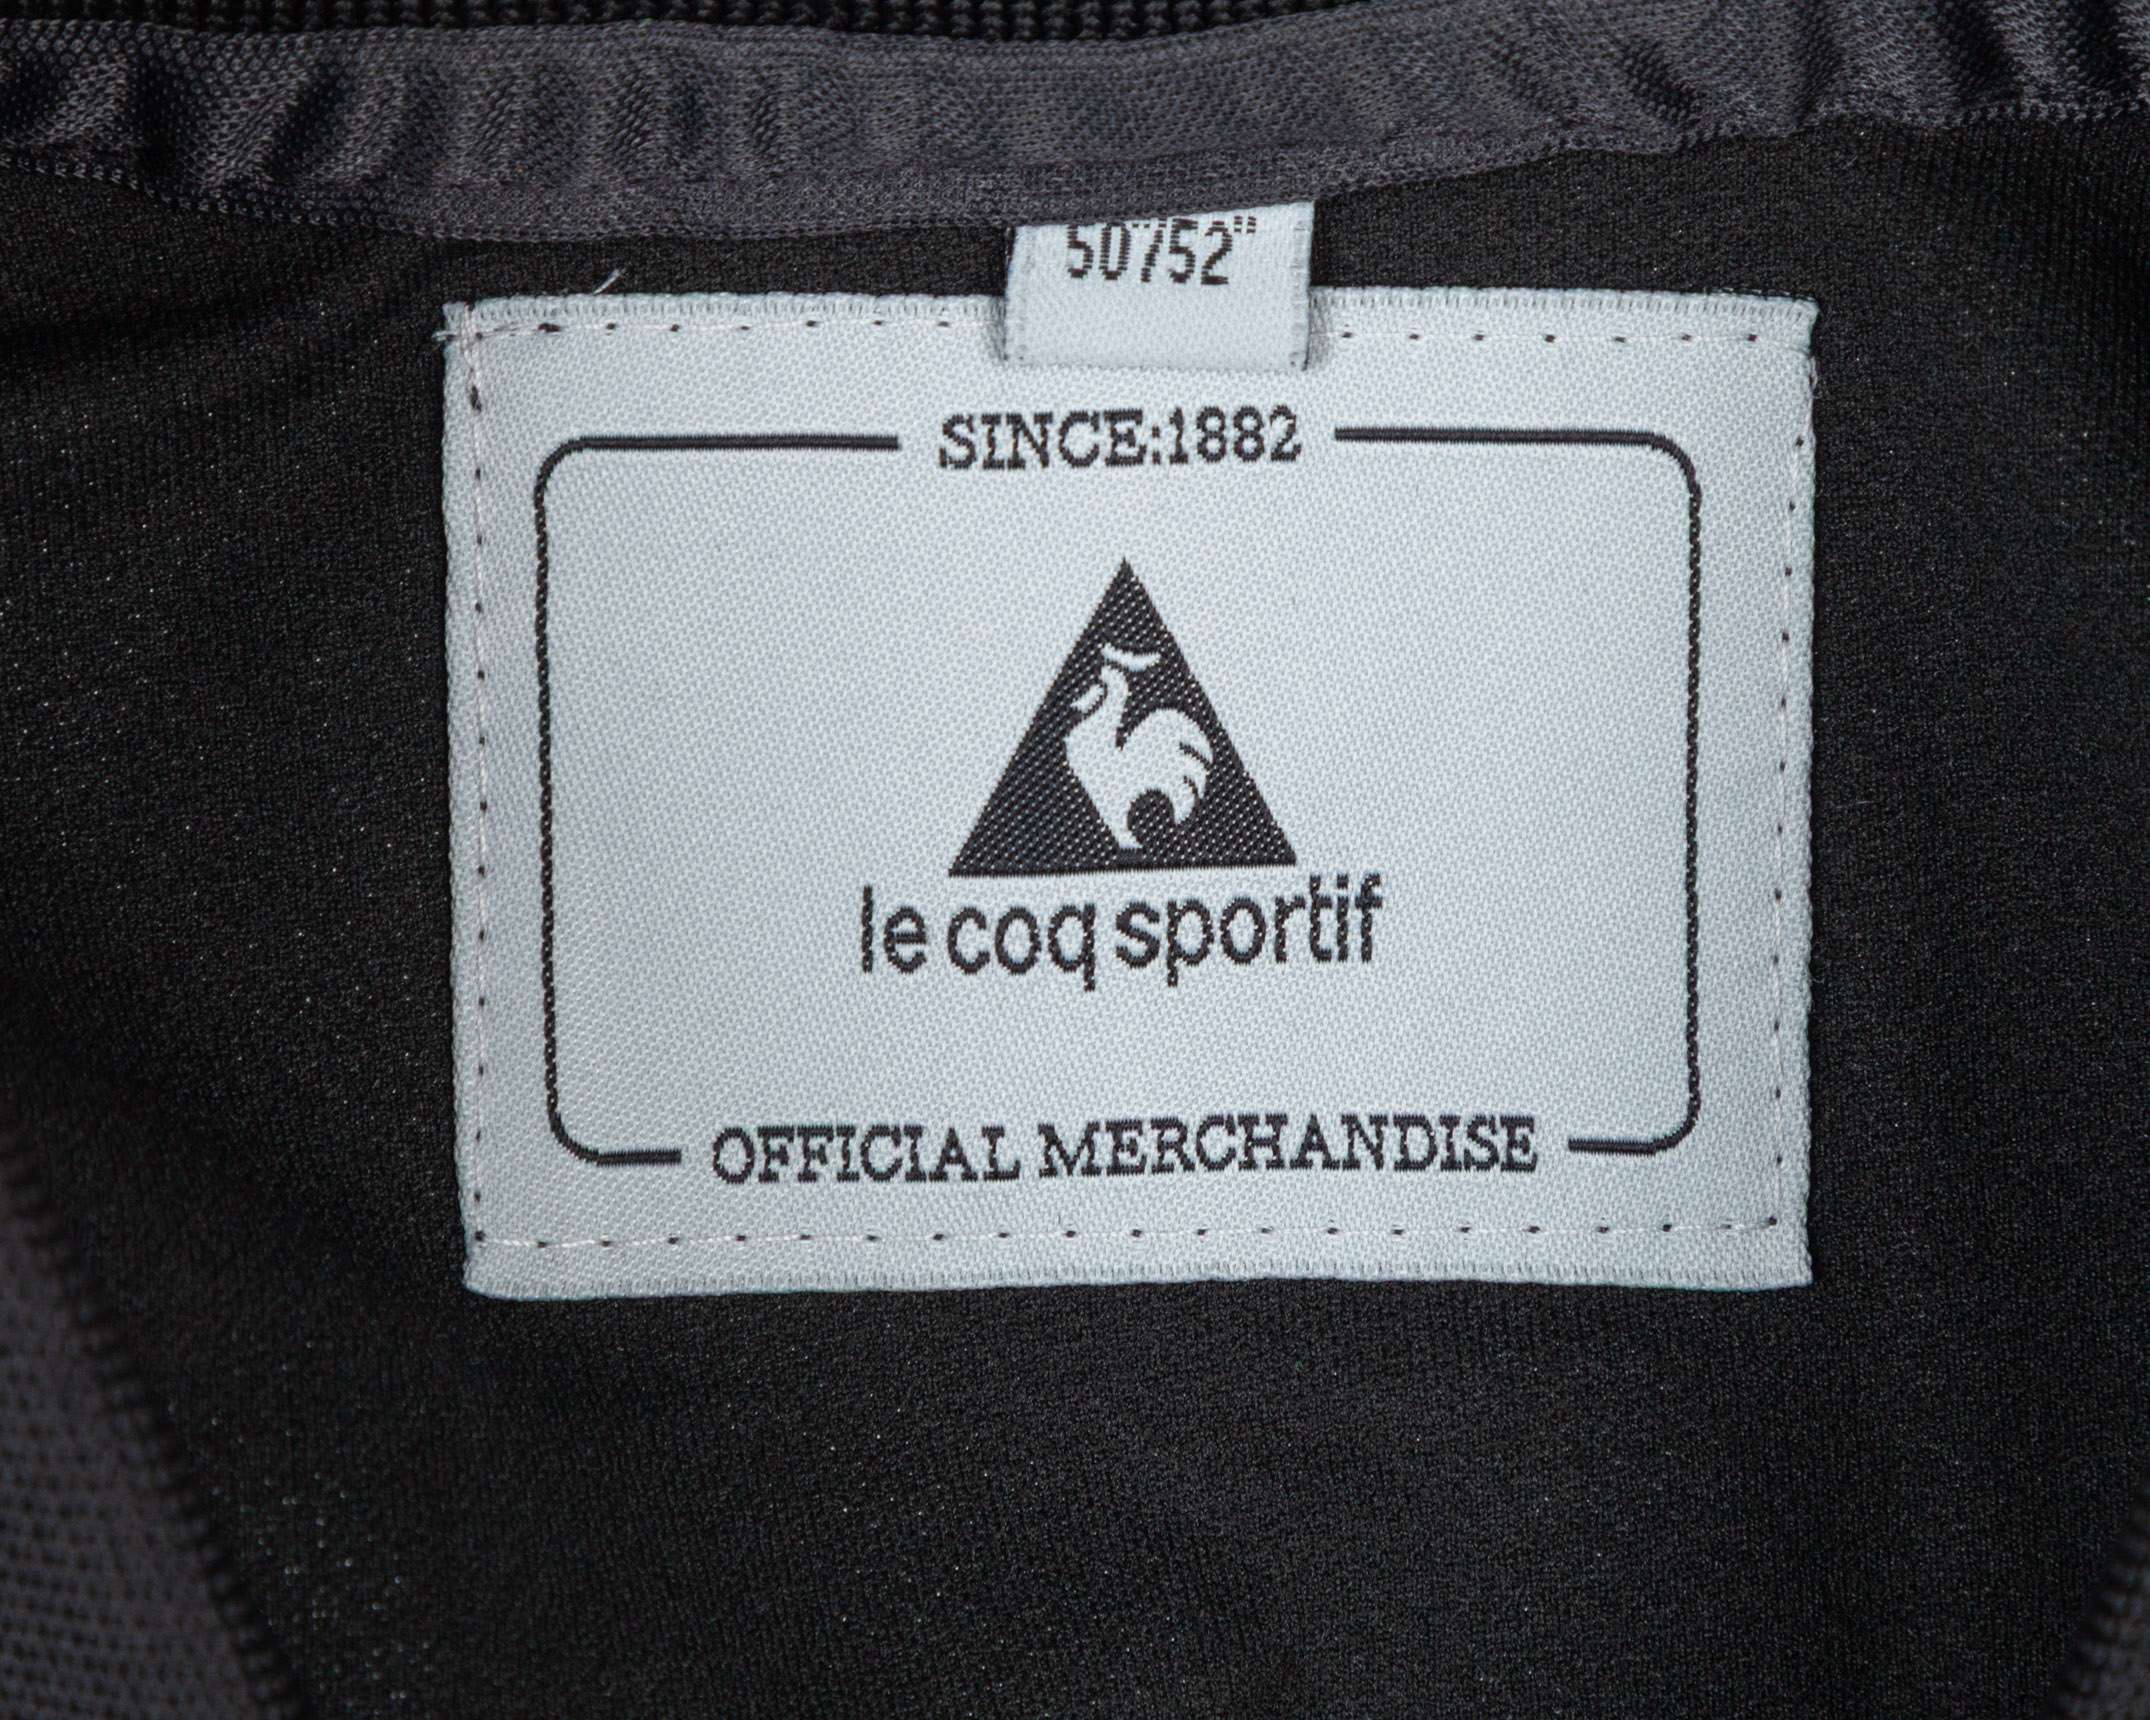 50"/52"
SINCE:1882
le coq sportif
OFFICIAL MERCHANDISE